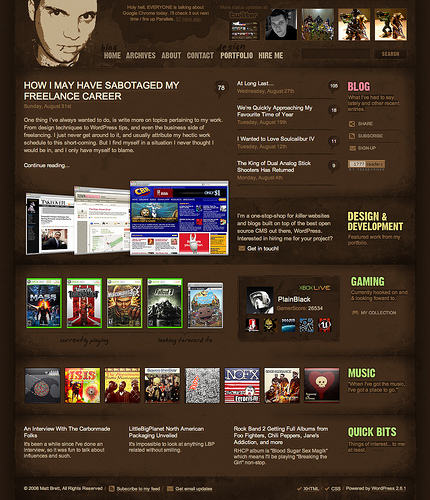 Holy hell, EVERYONE is talking about
Google Chrome today. I'll check it out next
time I fire up Parallels.
HOME ARCHIVES ABOUT CONTACT PORTFOLIO HIRE ME
SEARCH
HOW I MAY HAVE SABOTAGED MY
FREELANCE CAREER
78
Sunday, August 31st
One thing I've always wanted to do, is write more on topics pertaining to my work.
From design techniques to WordPress tips, and even the business side of
freelancing. I just never get around to it, and usually attribute my hectic work
schedule to this short-coming. But I find myself in a situation I never thought I
would be in, and I only have myself to blame.
Continue reading...
At Long Last...
Wednesday, August 27th
105
We're Quickly Approaching My
Favourite Time of Year
Tuesday, August 19th
18
I Wanted to Love Soulcalibur IV
Tuesday, August 12th
11
The King of Dual Analog Stick
Shooters Has Returned
Monday, August 4th
9
BLOG
What I've had to say
lately and other recent
entries.
SHARE
SUBSCRIBE
SIGN-UP
readers
I'm a one-stop-shop for killer websites
and blogs built on top of the best open
source CMS out there, WordPress.
Interested in hiring me for your project?
Get in touch!
DESIGN &
DEVELOPMENT
Featured work from my
portfolio.
MASS
currently playing
looking forward to
XBOX LIVE
PlainBlack
GamerScore: 26534
GAMING
Currently hooked on and
& looking foward to.
MY COLLECTION
ISIS
NOFX
MUSIC
"When I've got the music,
I've got a place to go."
An Interview With The Carbonmade
Folks
It's been a while since I've done an
interview, so it was fun to talk about
influences and such.
LittleBigPlanet North American
Packaging Unveiled
It's impossible to look at anything LBP
related without smiling.
Rock Band 2 Getting Full Albums from
Foo Fighters, Chili Peppers, Jane's
Addiction, and more
RHCP album is "Blood Sugar Sex Magik"
which means I'll be playing "Breaking the
Girl" non-stop.
QUICK BITS
Things of interest... to me
at least.
© 2008 Matt Brett, All Rights Reserved
Subscribe to my feed
Get email updates
XHTML
CSS
Powered by WordPress 2.6.1